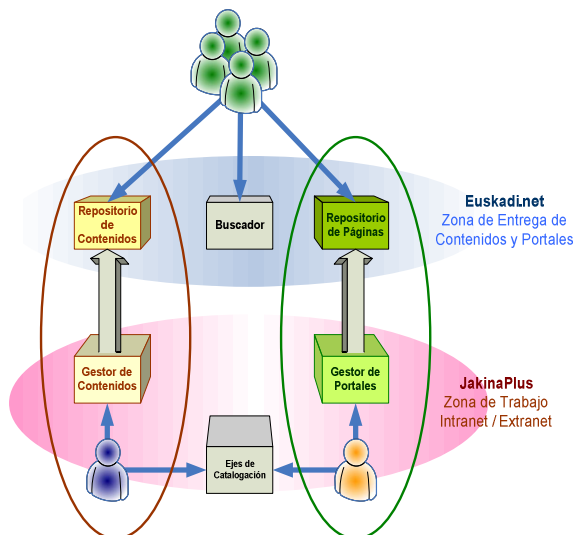 Repositorio
de
Contenidos
Buscador
Repositorio
de Páginas
Euskadi.net
Zona de Entrega de
Contenidos y Portales
Gestor de
Contenidos
Gestor de
Portales
JakinaPlus
Zona de Trabajo
Intranet / Extranet
Ejes de
Catalogación